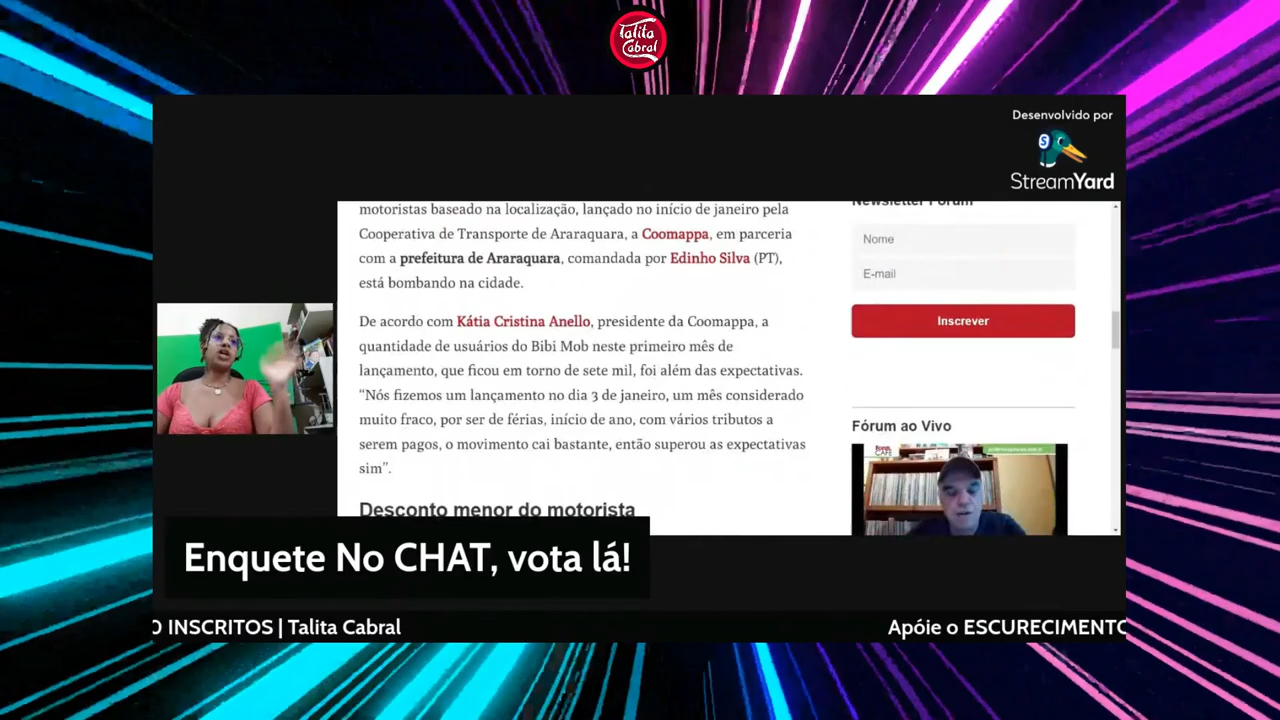 Talita
Cabral
Desenvolvido por
StreamYard
motoristas baseado na localização, lançado no início de janeiro pela
Cooperativa de Transporte de Araraquara, a Coomappa, em parceria
com a prefeitura de Araraquara, comandada por Edinho Silva (PT),
está bombando na cidade.
De acordo com Kátia Cristina Anello, presidente da Coomappa, a
quantidade de usuários do Bibi Mob neste primeiro mês de
lançamento, que ficou em torno de sete mil, foi além das expectativas.
“Nós fizemos um lançamento no dia 3 de janeiro, um mês considerado
muito fraco, por ser de férias, início de ano, com vários tributos a
serem pagos, o movimento cai bastante, então superou as expectativas
sim”.
Desconto menor do motorista
Newsletter Fórum
Nome
E-mail
Inscrever
Fórum ao Vivo
Enquete No CHAT, vota lá!
O INSCRITOS | Talita Cabral
Apóie o ESCURECIMENTO